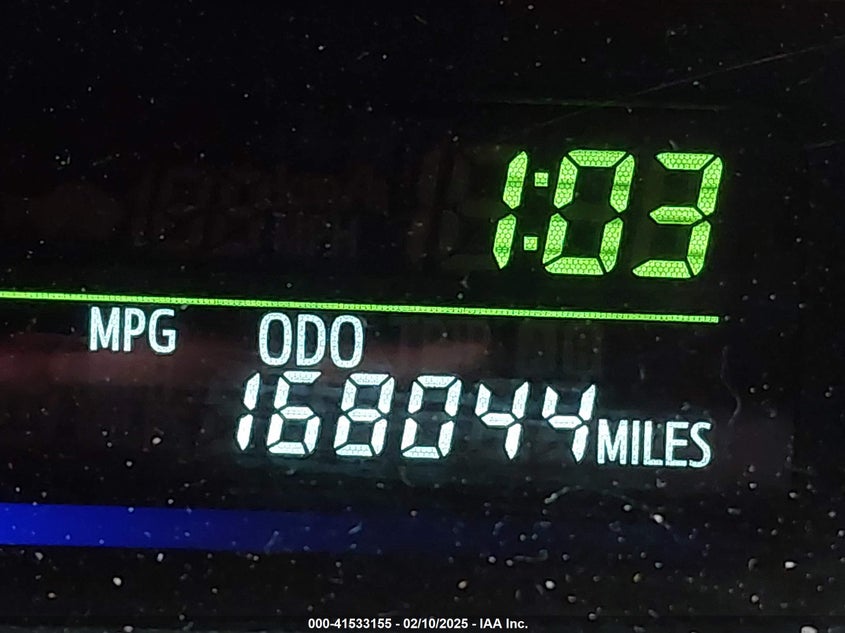 1:03
MPG ODO
168044 MILES
000-41533155 - 02/10/2025 - IAA Inc.